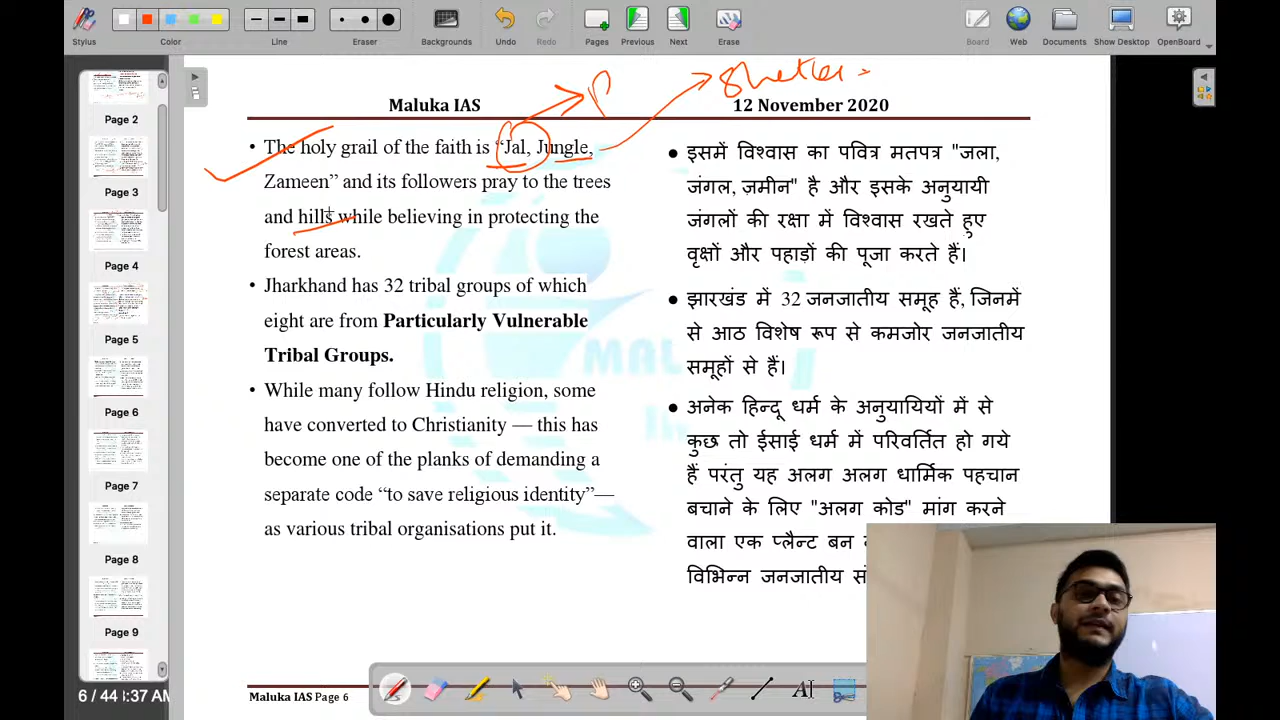 Stylus
Color
Line
Eraser
Backgrounds
Undo
Redo
Pages
Previous
Next
Erase
Board
Web
Documents
Show Desktop
OpenBoard
Page 2
Page 3
Page 4
Page 5
Page 6
Page 7
Page 8
Page 9
Maluka IAS
12 November 2020
• The holy grail of the faith is “Jal, Jungle,
Zameen” and its followers pray to the trees
and hills while believing in protecting the
forest areas.
• Jharkhand has 32 tribal groups of which
eight are from Particularly Vulnerable
Tribal Groups.
• While many follow Hindu religion, some
have converted to Christianity — this has
become one of the planks of demanding a
separate code “to save religious identity”—
as various tribal organisations put it.
● इसमें विश्वास का पवित्र मतपत्र "जला,
जंगल, ज़मीन" है और इसके अनुयायी
जंगलों की रक्षा में विश्वास रखते हुए
वृक्षों और पहाड़ों की पूजा करते हैं।
● झारखंड में 32 जनजातीय समूह हैं, जिनमें
से आठ विशेष रूप से कमजोर जनजातीय
समूहों से हैं।
● अनेक हिन्दू धर्म के अनुयायियों में से
कुछ तो ईसाई धर्म में परिवर्तित हो गये
हैं परंतु यह अलग अलग धार्मिक पहचान
बचाने के लिए "अलग कोड" मांग करने
वाला एक प्लैन्ट बन
विभिन्न जनजातीय
Maluka IAS Page 6
6 / 44
:37 AM